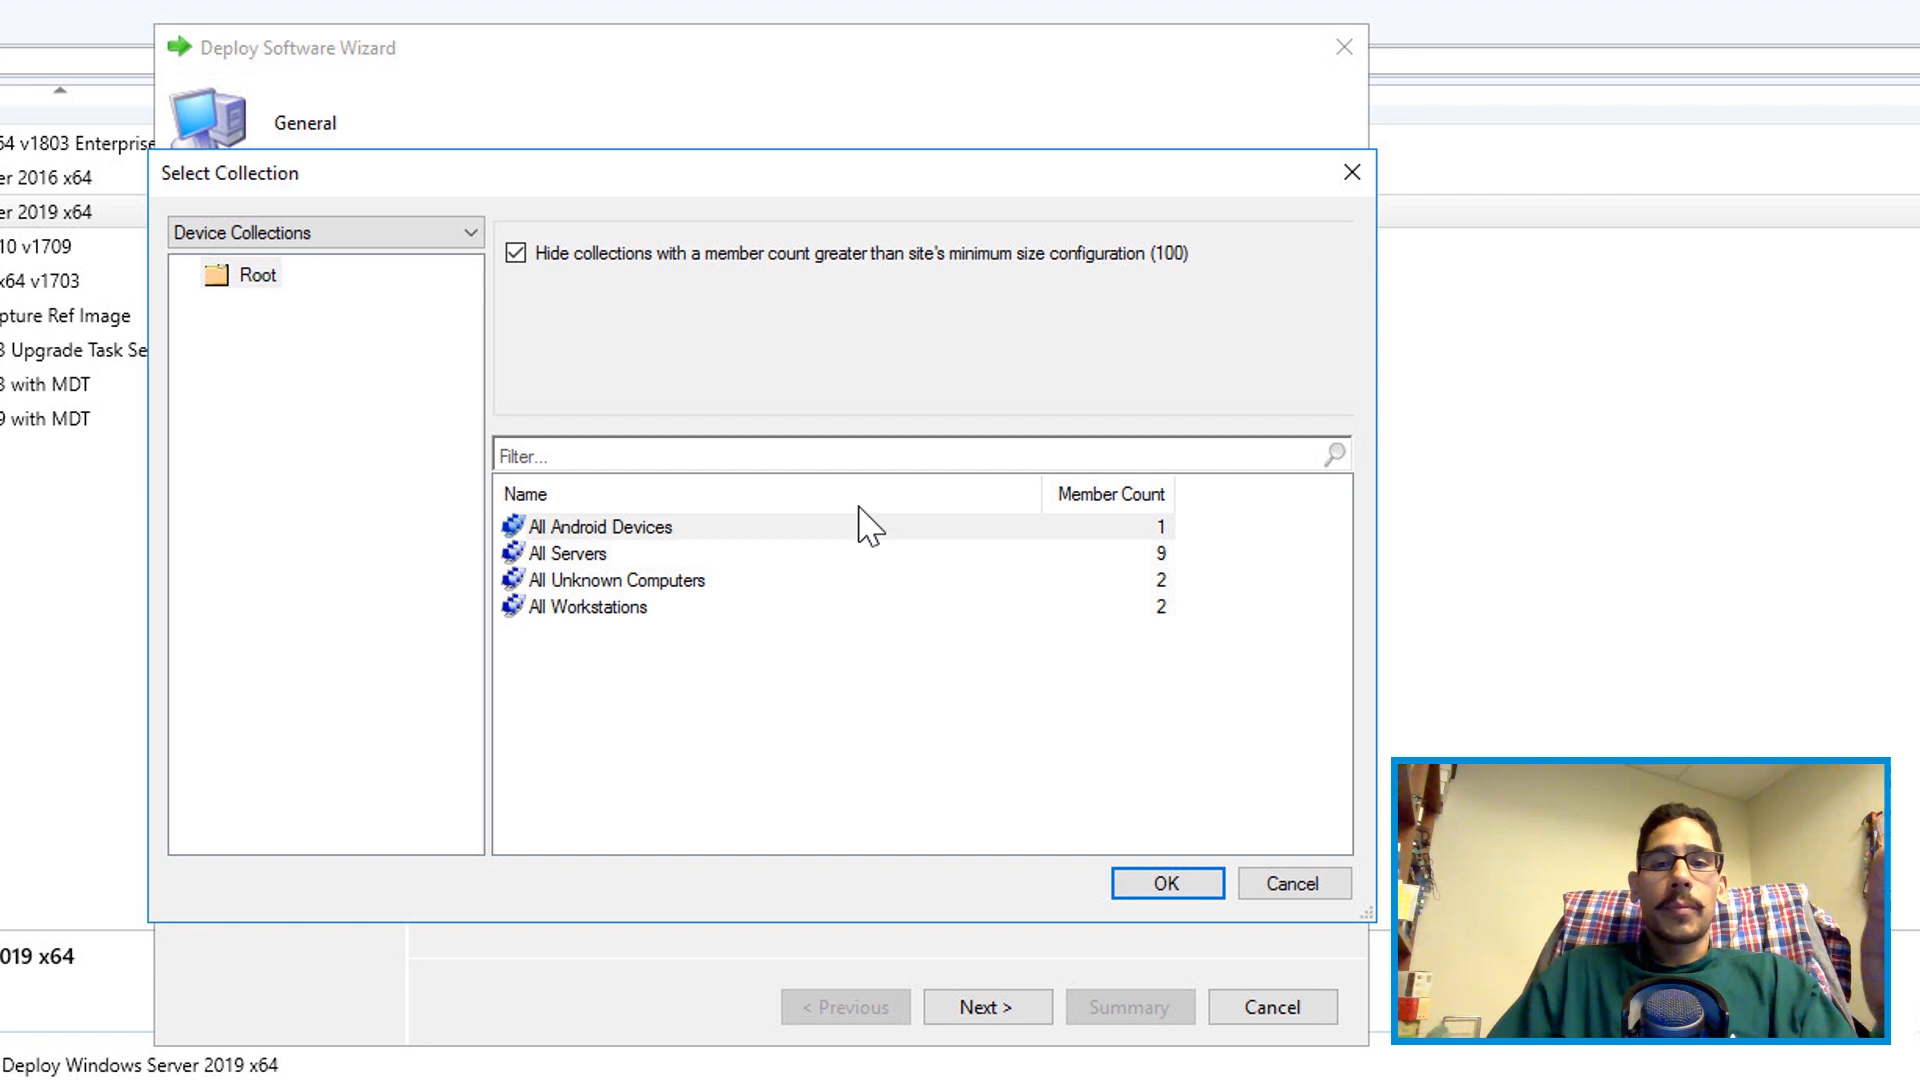 Deploy Software Wizard
General
64 v1803 Enterprise
er 2016 x64
er 2019 x64
10 v1709
x64 v1703
pture Ref Image
3 Upgrade Task Se
3 with MDT
9 with MDT
Select Collection
Device Collections
Root
Hide collections with a member count greater than site's minimum size configuration (100)
Filter...
Name Member Count
All Android Devices 1
All Servers 9
All Unknown Computers 2
All Workstations 2
OK Cancel
019 x64
< Previous Next > Summary Cancel
Deploy Windows Server 2019 x64